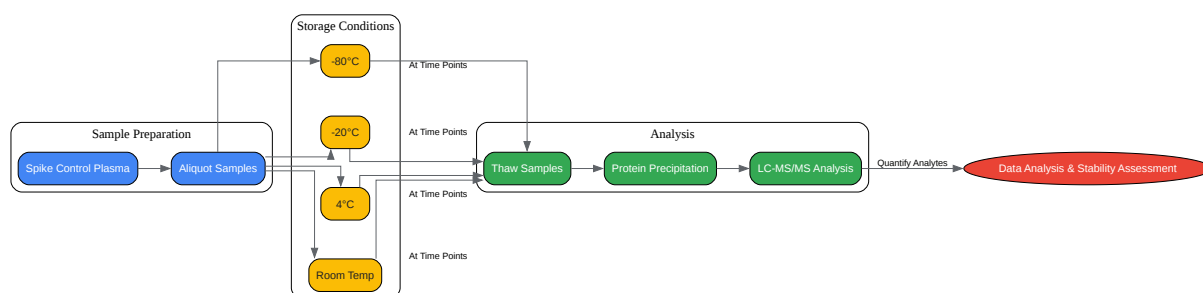 Storage Conditions
-80°C
At Time Points
-20°C
At Time Points
Sample Preparation
Analysis
Spike Control Plasma
Aliquot Samples
Thaw Samples
Protein Precipitation
LC-MS/MS Analysis
Quantify Analytes
Data Analysis & Stability Assessment
4°C
At Time Points
Room Temp
At Time Points